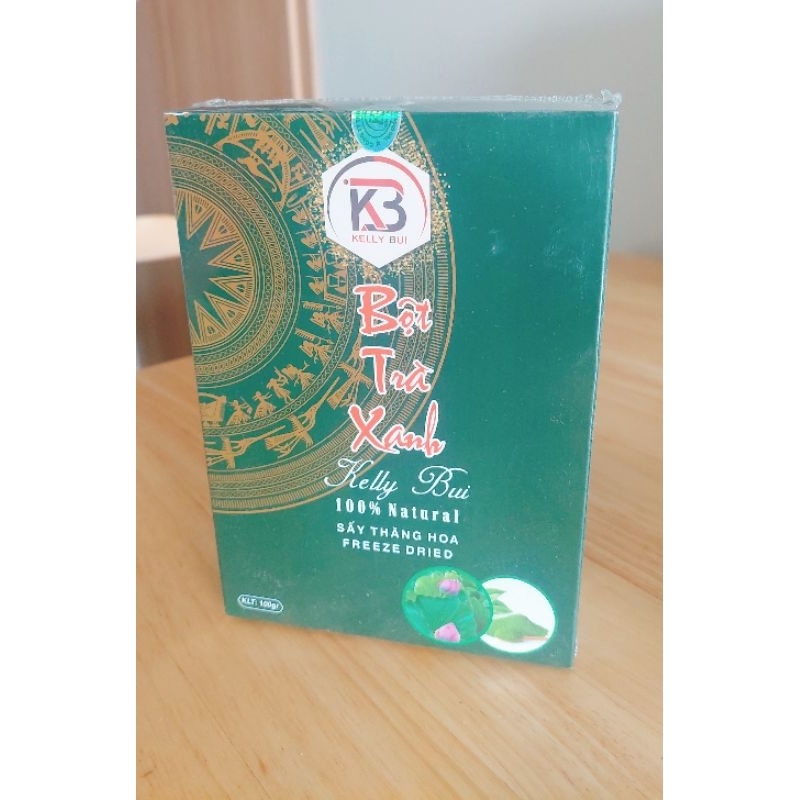 KB
KELLY BUI
Bột
Trà
Xanh
Kelly Bui
100% Natural
SẤY THĂNG HOA
FREEZE DRIED
KLT: 100gr